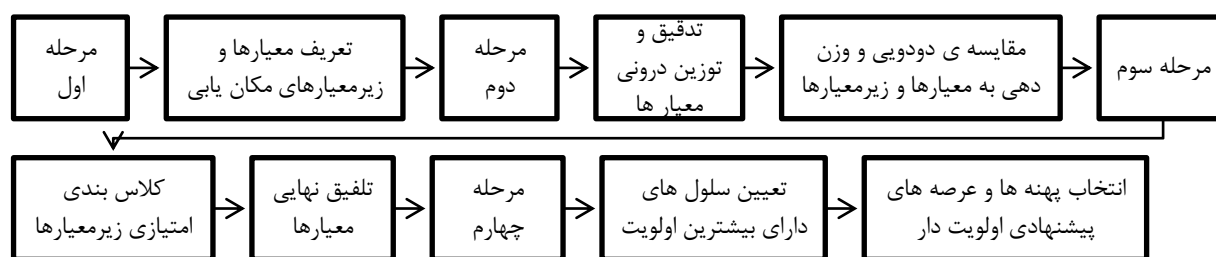 مرحله
اول
تعریف معیارها و
زیرمعیارهای مکان یابی
مرحله
دوم
تدقیق و
توزین درونی
معیار ها
مقایسه ی دودویی و وزن
دهی به معیارها و زیرمعیارها
مرحله سوم
کلاس بندی
امتیازی زیرمعیارها
تلفیق نهایی
معیارها
مرحله
چهارم
تعیین سلول های
دارای بیشترین اولویت
انتخاب پهنه ها و عرصه های
پیشنهادی اولویت دار